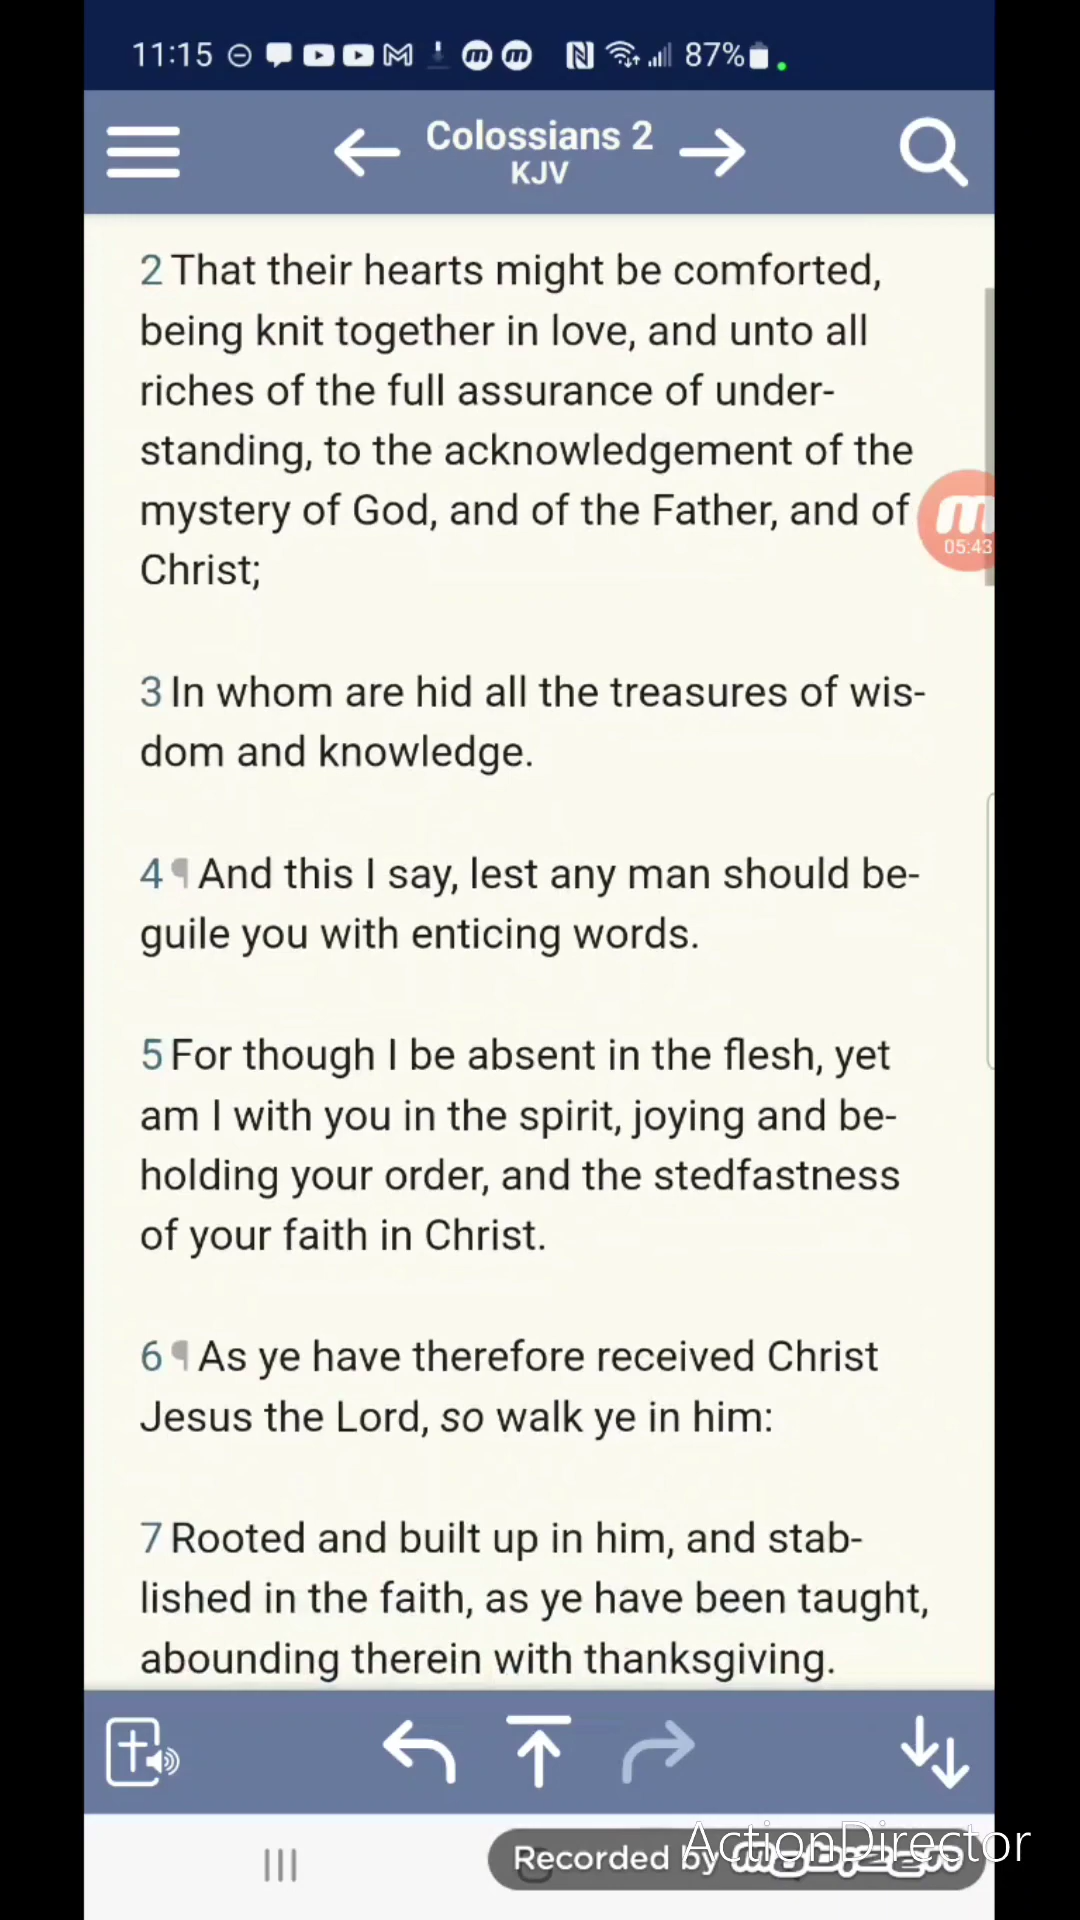 11:15 87%
Colossians 2
KJV
2 That their hearts might be comforted,
being knit together in love, and unto all
riches of the full assurance of under-
standing, to the acknowledgement of the
mystery of God, and of the Father, and of
Christ;
05:43
3 In whom are hid all the treasures of wis-
dom and knowledge.
4 ¶ And this I say, lest any man should be-
guile you with enticing words.
5 For though I be absent in the flesh, yet
am I with you in the spirit, joying and be-
holding your order, and the stedfastness
of your faith in Christ.
6 ¶ As ye have therefore received Christ
Jesus the Lord, so walk ye in him:
7 Rooted and built up in him, and stab-
lished in the faith, as ye have been taught,
abounding therein with thanksgiving.
ActionDirector
Recorded by mobizen